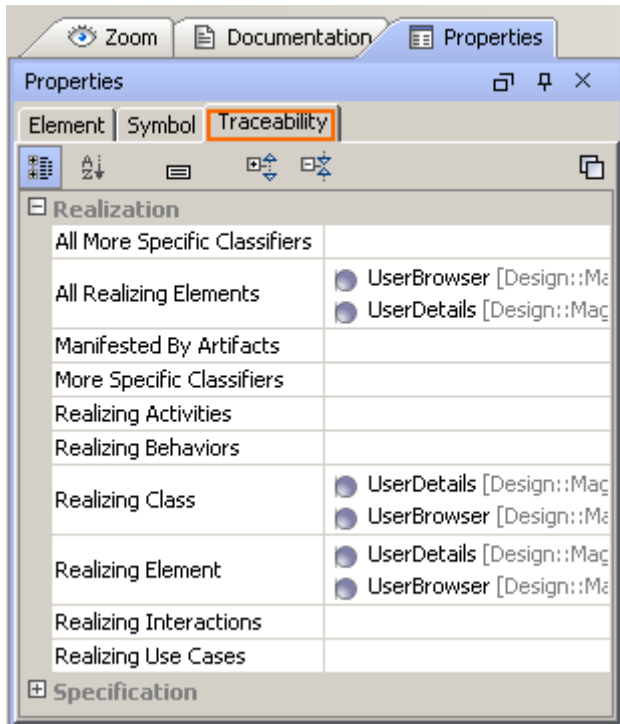 Zoom Documentation Properties
Properties
Element Symbol Traceability
Realization
All More Specific Classifiers
All Realizing Elements
UserBrowser [Design::Ma
UserDetails [Design::Mag
Manifested By Artifacts
More Specific Classifiers
Realizing Activities
Realizing Behaviors
Realizing Class
UserDetails [Design::Mag
UserBrowser [Design::Ma
Realizing Element
UserDetails [Design::Mag
UserBrowser [Design::Ma
Realizing Interactions
Realizing Use Cases
Specification